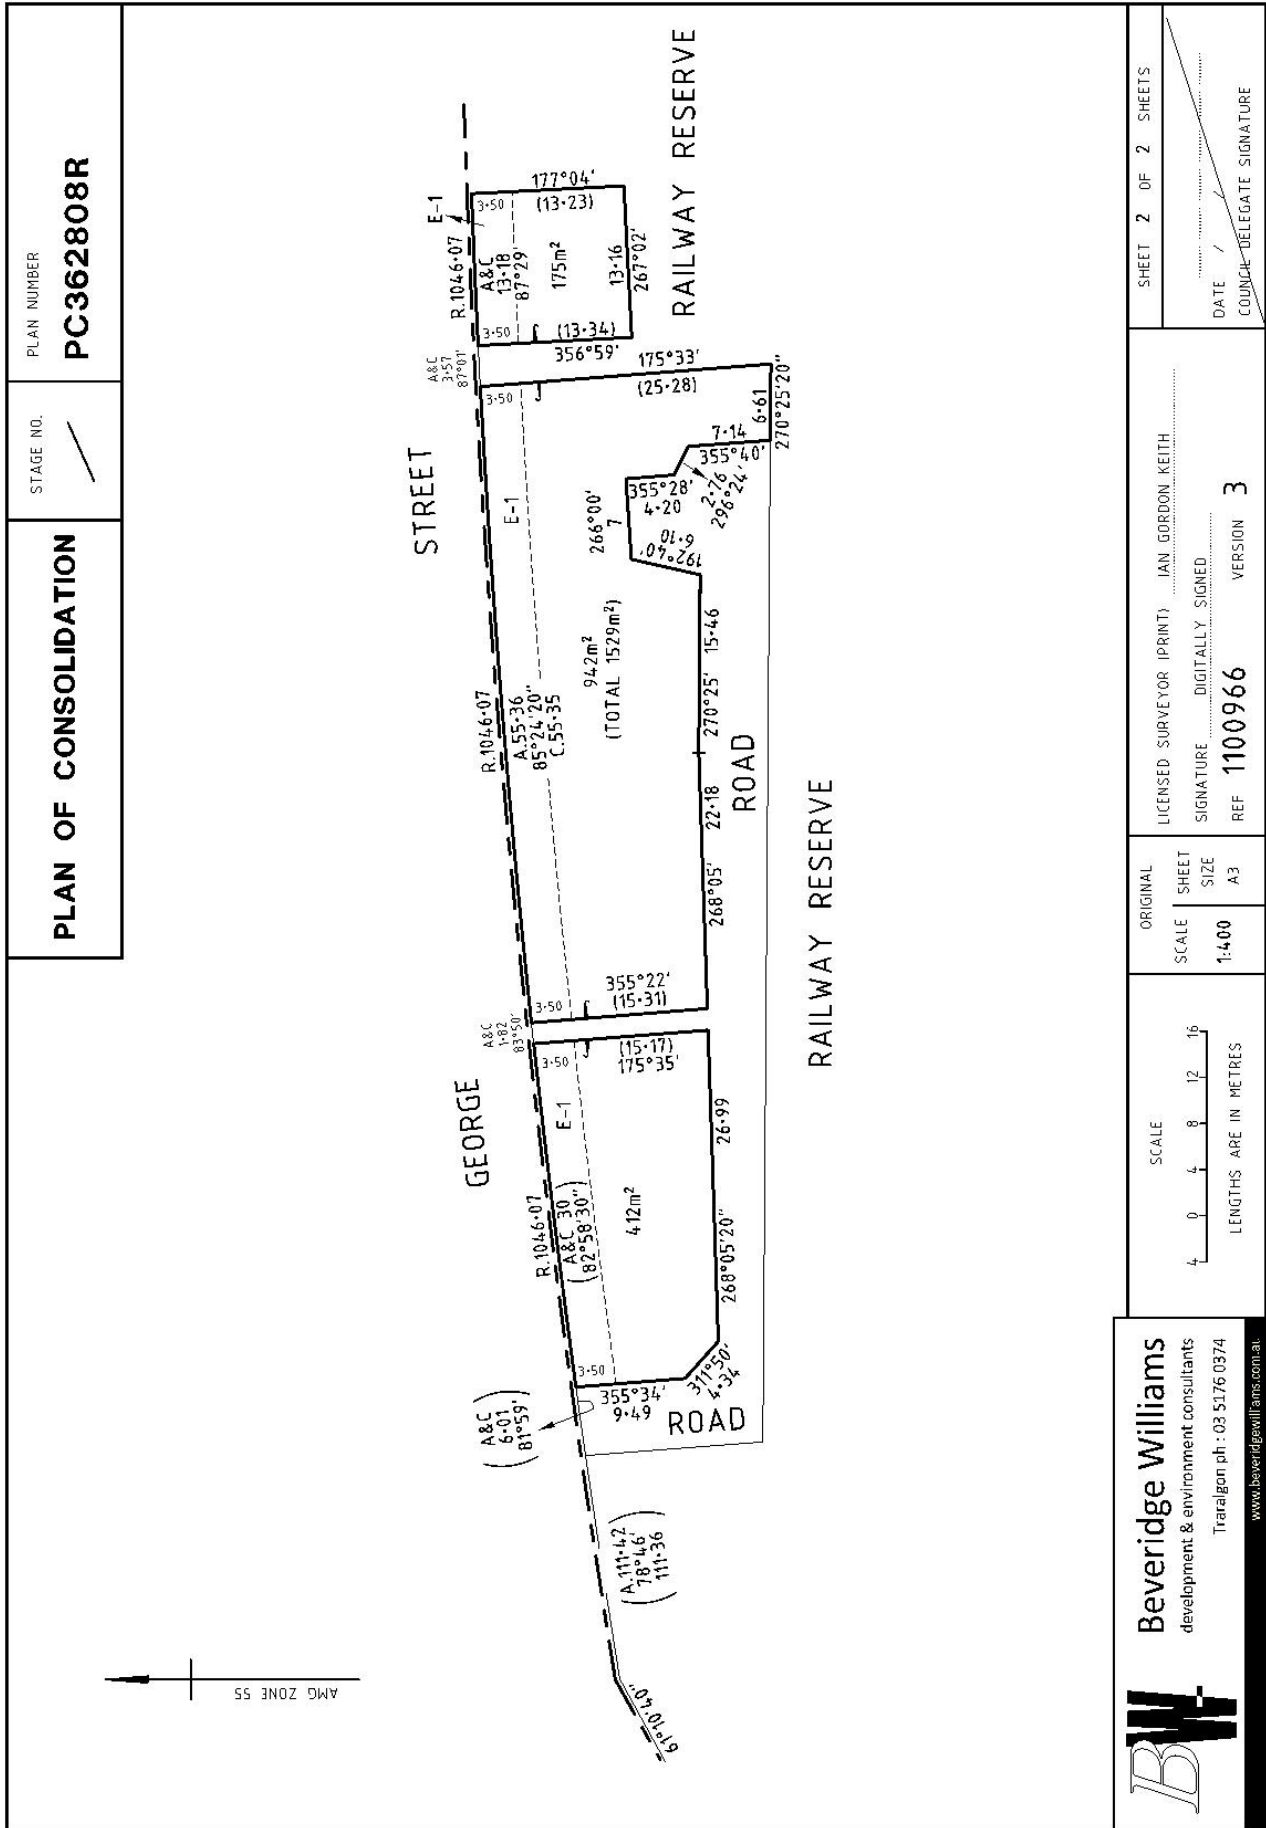 PLAN OF CONSOLIDATION
STAGE NO.
PLAN NUMBER
PC362808R
AMG ZONE 55
61°10'40"
(A.111·42
78°46'
111·36)
(A&C
6·01
81°59')
GEORGE
STREET
R.1046·07
(A&C 30
82°58'30")
E-1
3·50
3·50
412m²
355°34'
9·49
311°50'
4·34
268°05'20"
26·99
(15·17)
175°35'
ROAD
A&C
1·82
83°50'
R.1046·07
A.55·36
85°24'20"
C.55·35
E-1
3·50
3·50
942m²
(TOTAL 1529m²)
355°22'
(15·31)
268°05'
22·18
270°25'
15·46
192°40'
6·10
266°00'
7
355°28'
4·20
2·76
296°24'
7·14
355°40'
6·61
270°25'20"
175°33'
(25·28)
ROAD
RAILWAY RESERVE
A&C
3·57
87°01'
R.1046·07
E-1
A&C
13·18
87°29'
3·50
3·50
175m²
177°04'
(13·23)
13·16
267°02'
(13·34)
356°59'
RAILWAY RESERVE
Beveridge Williams
development & environment consultants
Traralgon ph : 03 5176 0374
www.beveridgewilliams.com.au
BW
SCALE
4 0 4 8 12 16
LENGTHS ARE IN METRES
ORIGINAL
SCALE
1:400
SHEET
SIZE
A3
LICENSED SURVEYOR (PRINT) IAN GORDON KEITH
SIGNATURE DIGITALLY SIGNED
REF 1100966 VERSION 3
SHEET 2 OF 2 SHEETS
DATE / /
COUNCIL DELEGATE SIGNATURE